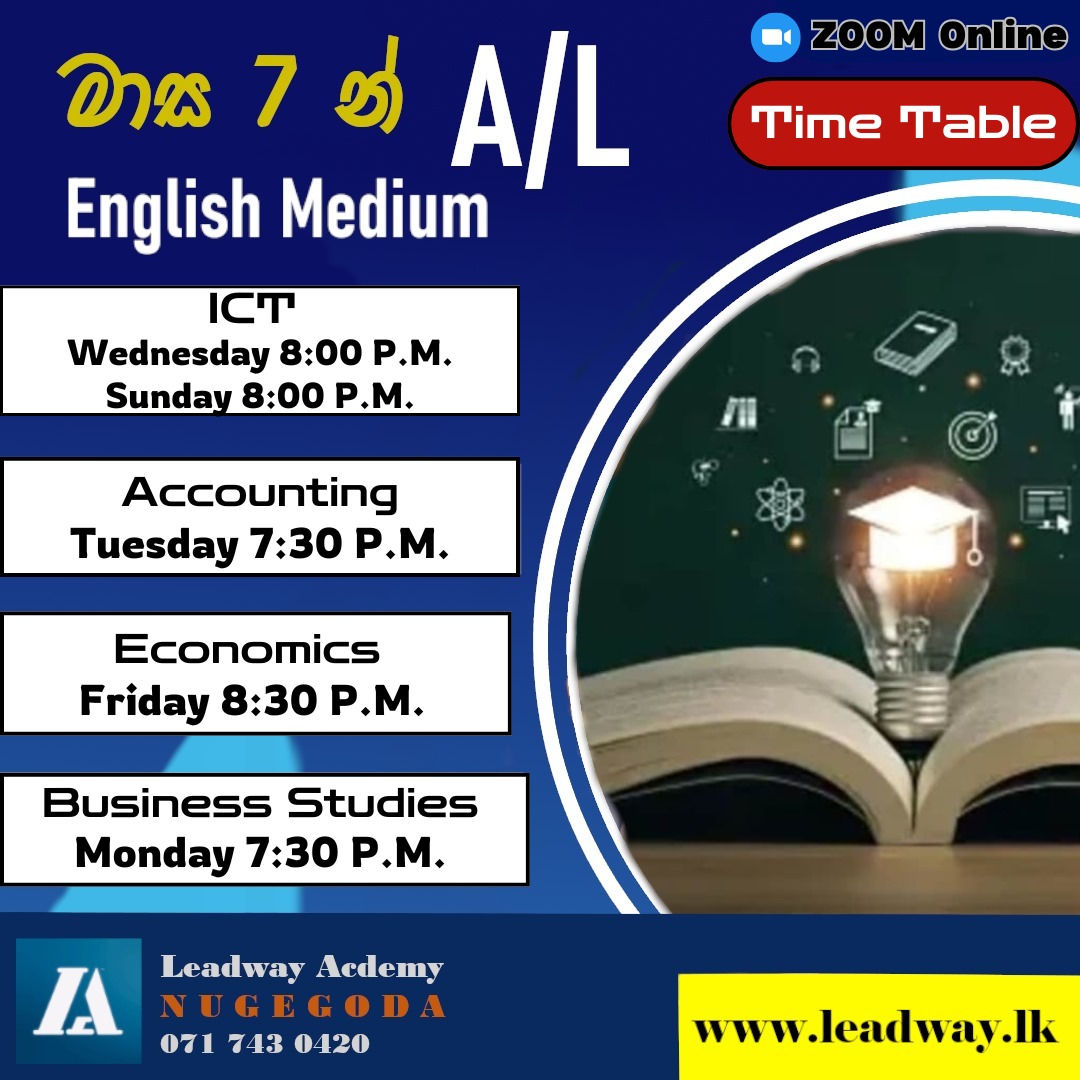 මාස 7 න් A/L
English Medium
ZOOM Online
Time Table
ICT
Wednesday 8:00 P.M.
Sunday 8:00 P.M.
Accounting
Tuesday 7:30 P.M.
Economics
Friday 8:30 P.M.
Business Studies
Monday 7:30 P.M.
LA
Leadway Acdemy
NUGEGODA
071 743 0420
www.leadway.lk